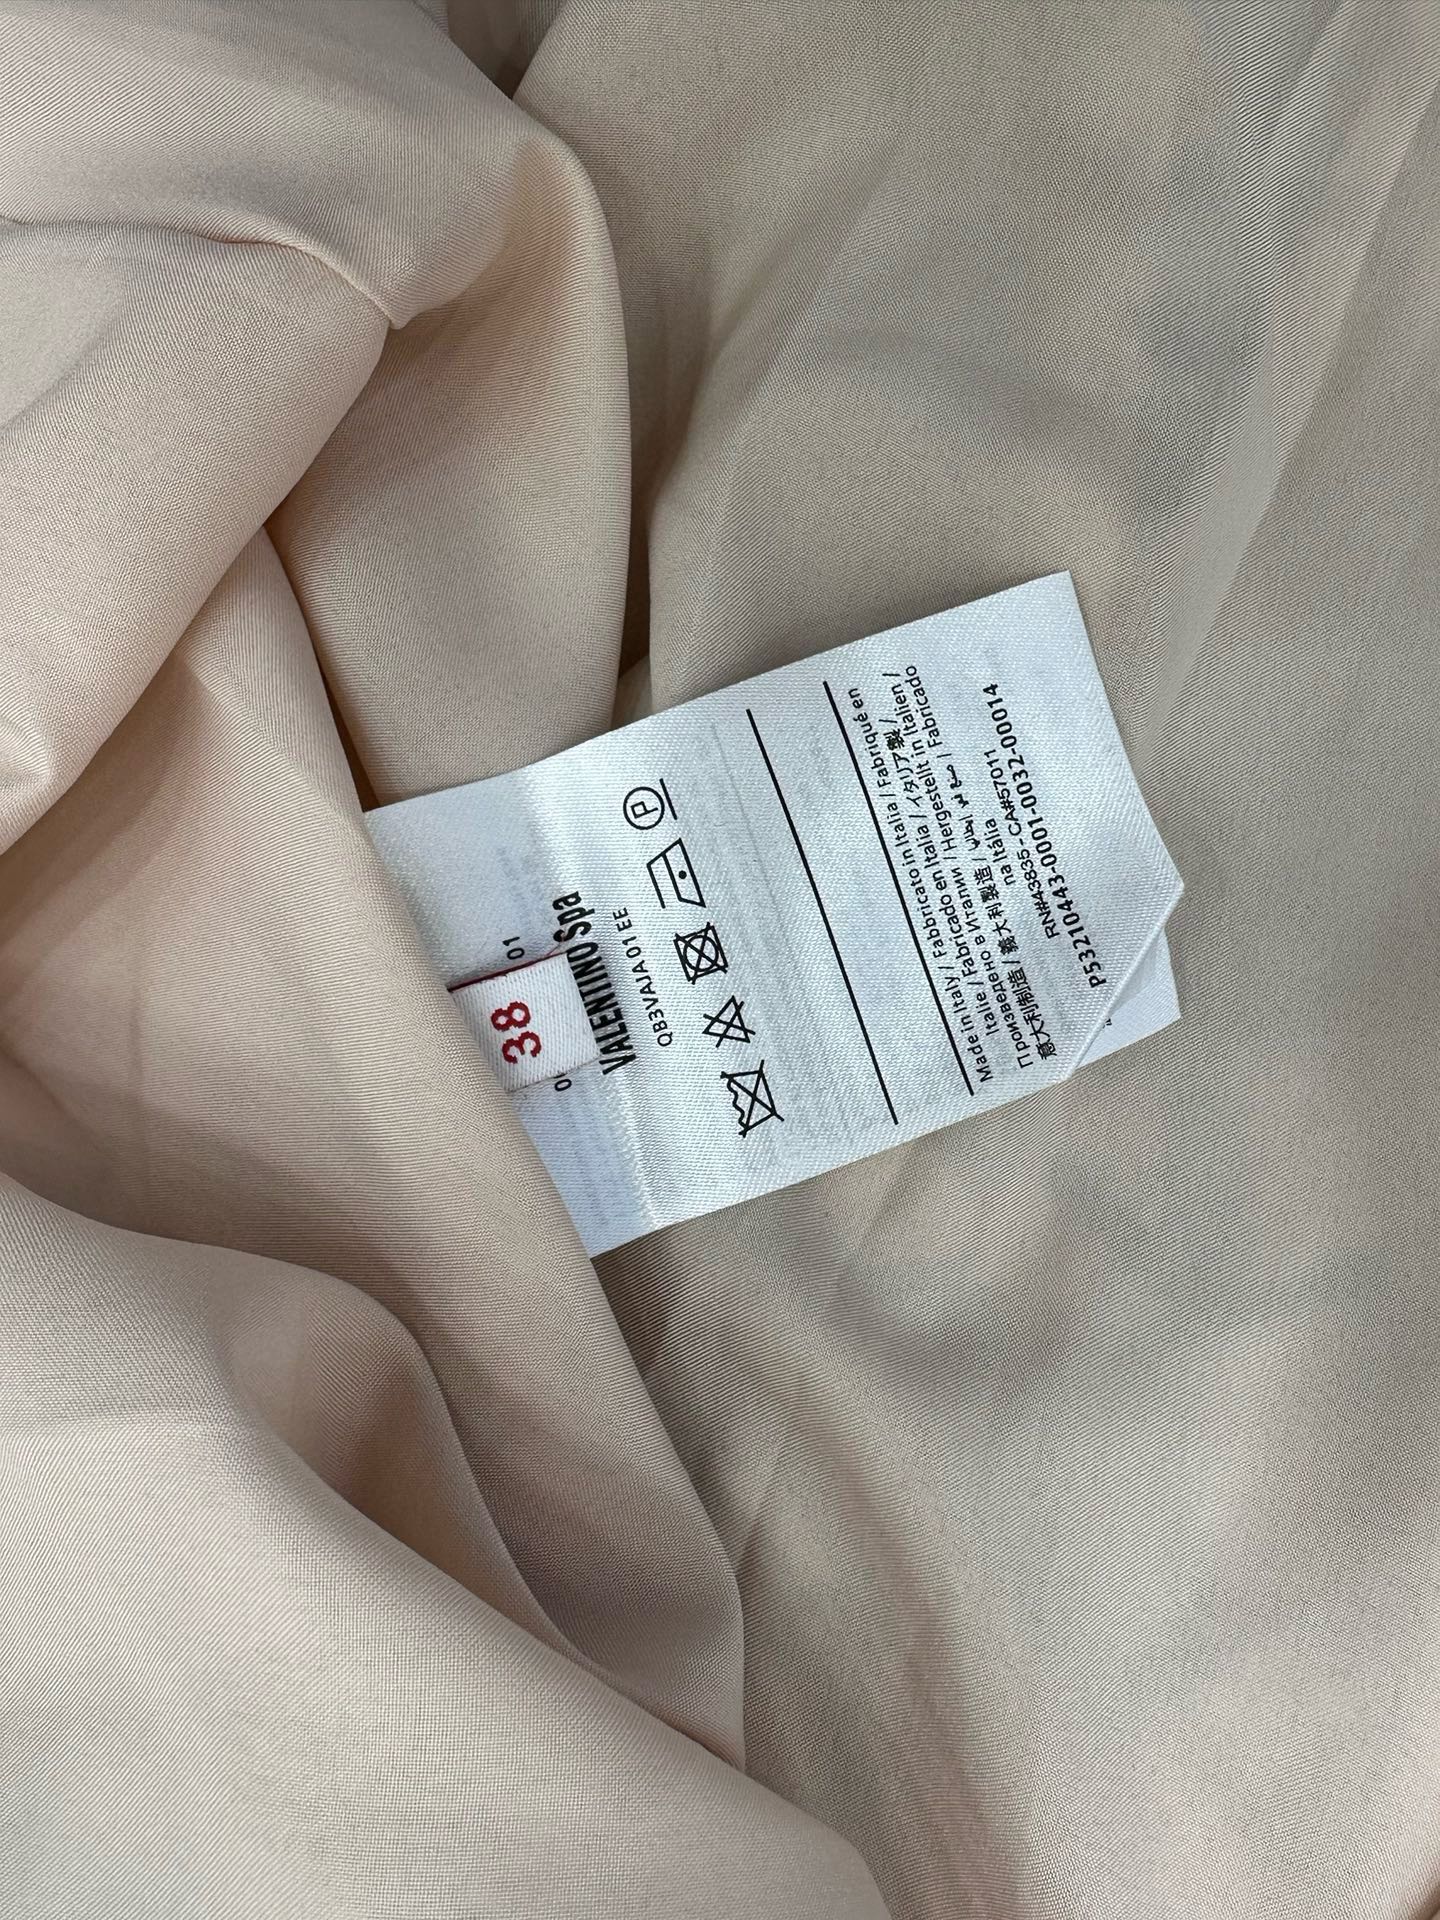 38
01
VALENTINO Spa
QB3VAJA01EE
P
Made in Italy / Fabbricato in Italia / Fabriqué en
Italie / Fabricado en Italia / イタリア製 /
Произведено в Италии / Hergestellt in Italien /
意大利制造 / 義大利製造 / صنع في إيطاليا / Fabricado
na Itália
RN#43835 - CA#57011
P53210443-0001-0032-00014